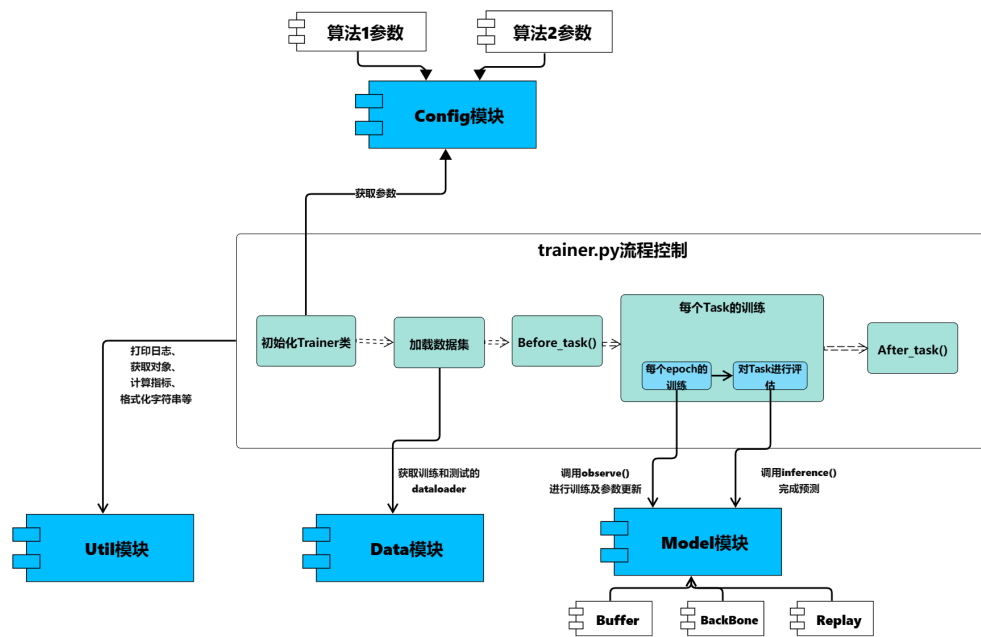 算法1参数
算法2参数
Config模块
获取参数
trainer.py流程控制
初始化Trainer类
加载数据集
Before_task()
每个Task的训练
每个epoch的
训练
对Task进行评
估
After_task()
打印日志、
获取对象、
计算指标、
格式化字符串等
获取训练和测试的
dataloader
调用observe()
进行训练及参数更新
调用inference()
完成预测
Util模块
Data模块
Model模块
Buffer
BackBone
Replay